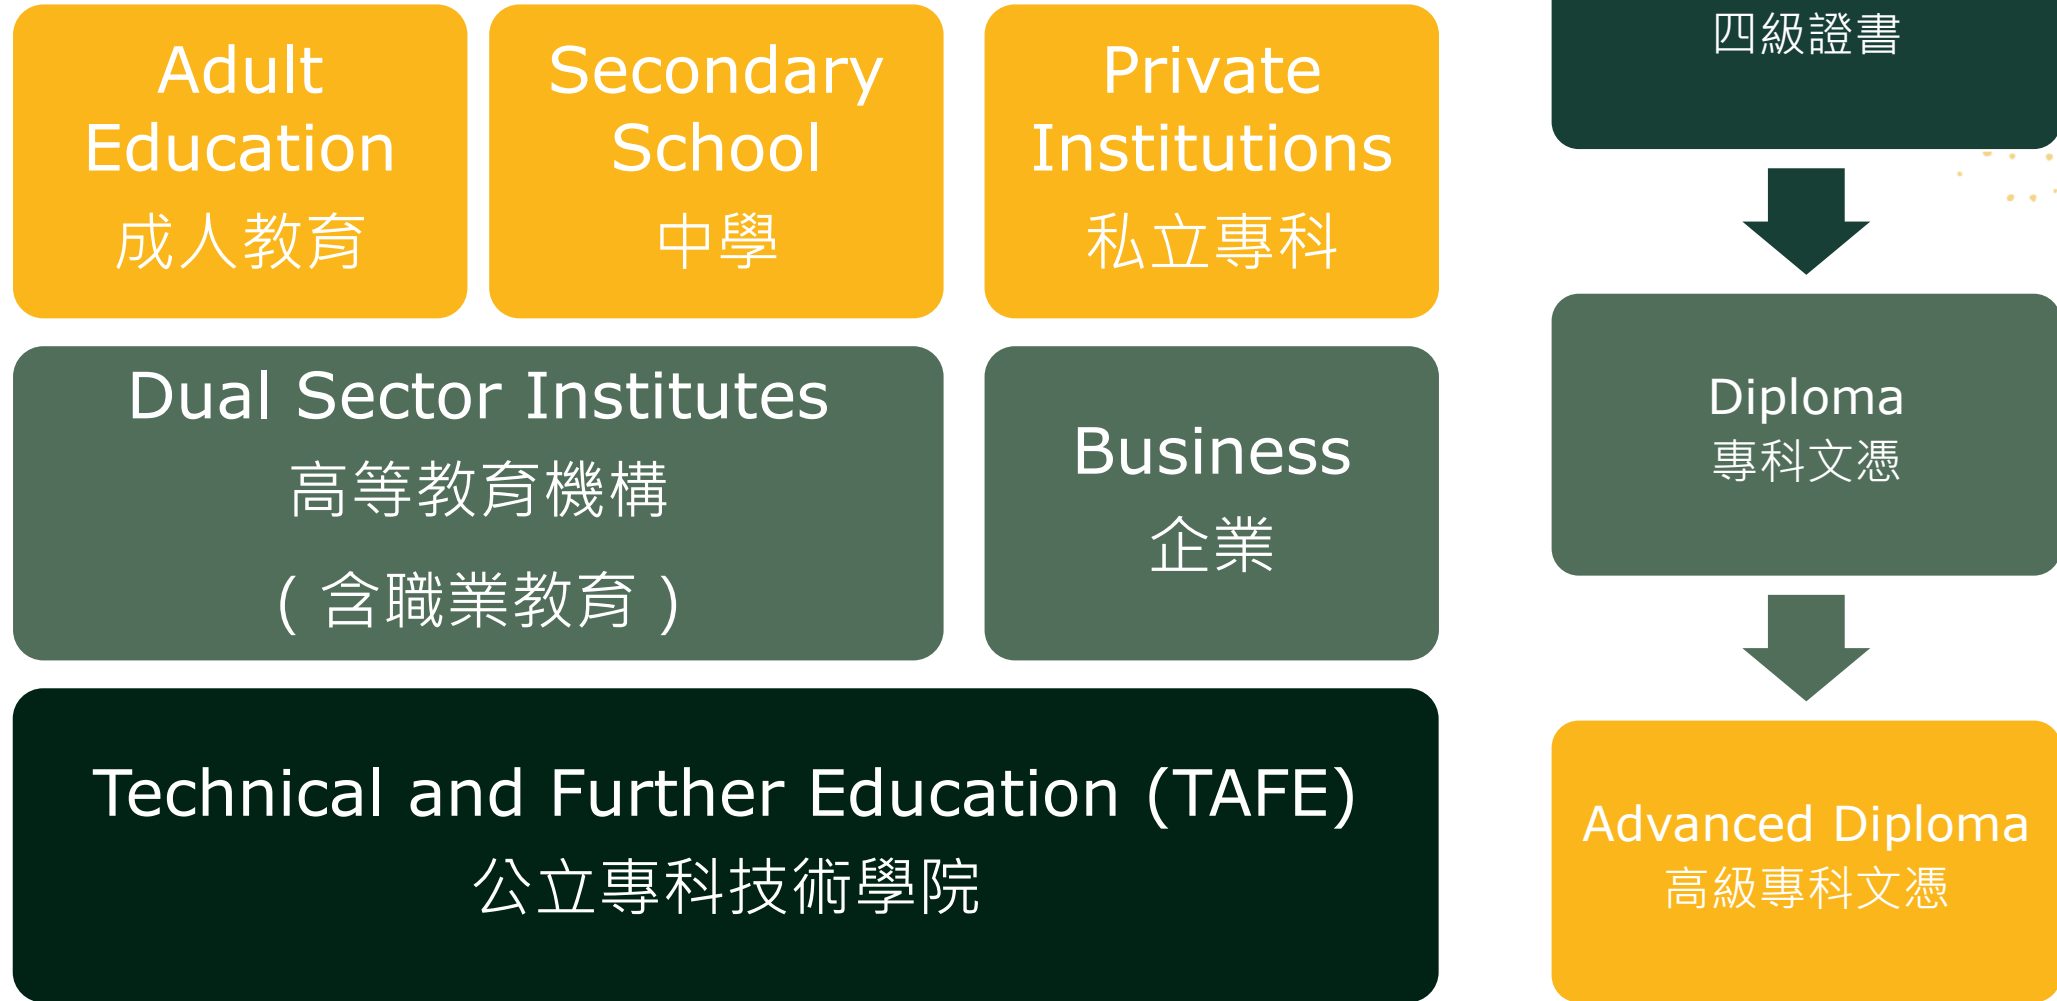 Adult
Education
成人教育
Secondary
School
中學
Private
Institutions
私立專科
Dual Sector Institutes
高等教育機構
( 含職業教育 )
Business
企業
Technical and Further Education (TAFE)
公立專科技術學院
四級證書
Diploma
專科文憑
Advanced Diploma
高級專科文憑